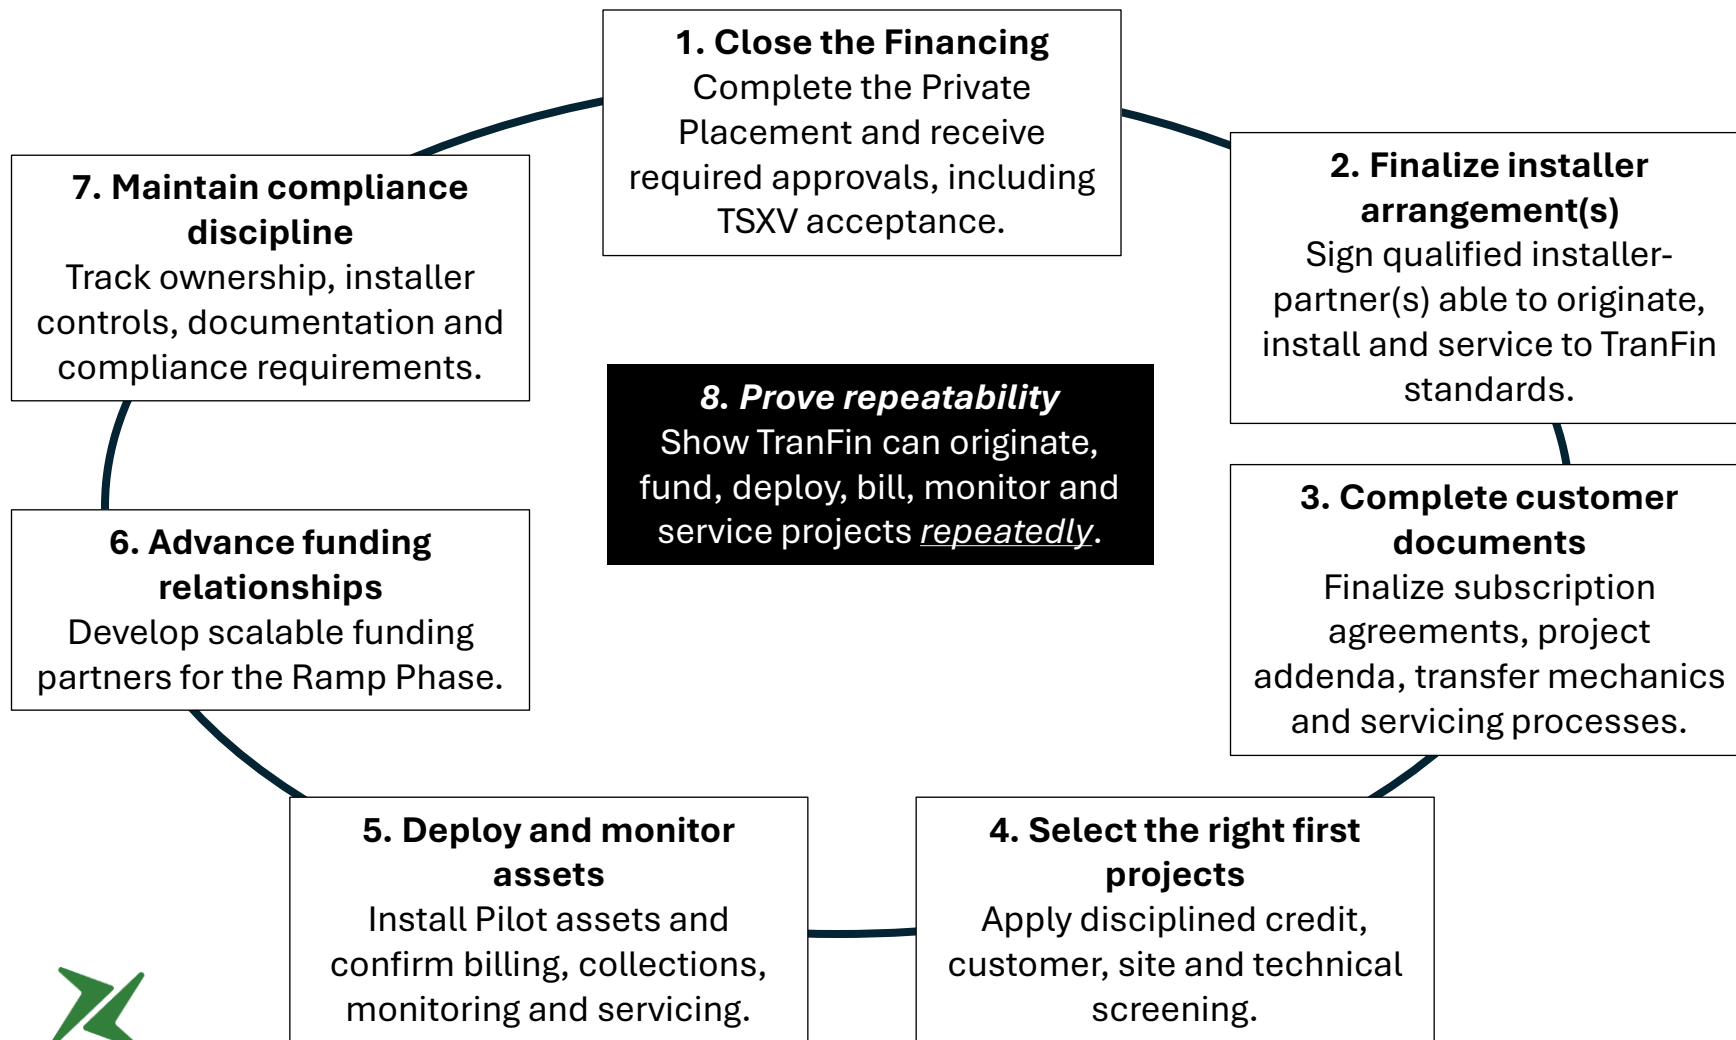 1. Close the Financing
Complete the Private
Placement and receive
required approvals, including
TSXV acceptance.
2. Finalize installer
arrangement(s)
Sign qualified installer-
partner(s) able to originate,
install and service to TranFin
standards.
3. Complete customer
documents
Finalize subscription
agreements, project
addenda, transfer mechanics
and servicing processes.
4. Select the right first
projects
Apply disciplined credit,
customer, site and technical
screening.
5. Deploy and monitor
assets
Install Pilot assets and
confirm billing, collections,
monitoring and servicing.
6. Advance funding
relationships
Develop scalable funding
partners for the Ramp Phase.
7. Maintain compliance
discipline
Track ownership, installer
controls, documentation and
compliance requirements.
8. Prove repeatability
Show TranFin can originate,
fund, deploy, bill, monitor and
service projects repeatedly.